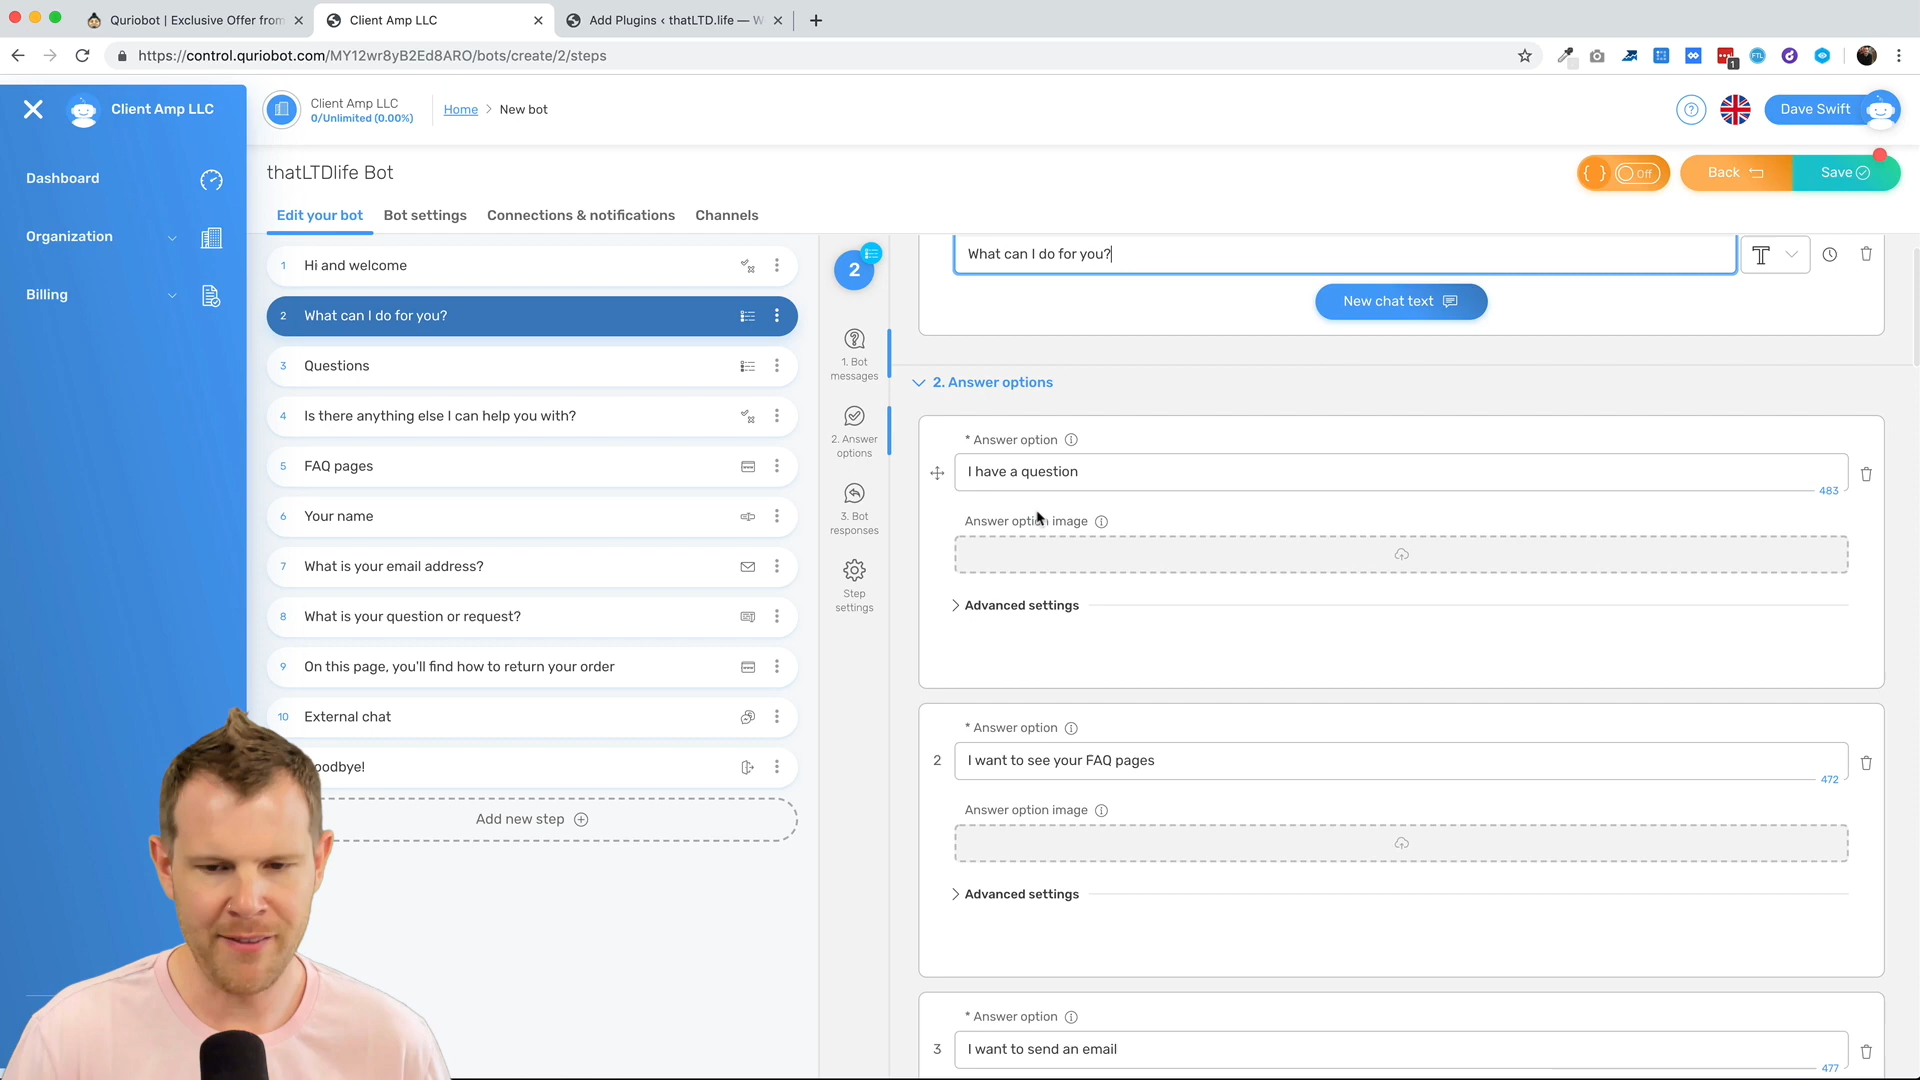 Quriobot | Exclusive Offer from
Client Amp LLC
Add Plugins ‹ thatLTD.life — W
https://control.quriobot.com/MY12wr8yB2Ed8ARO/bots/create/2/steps
1
FTL
Client Amp LLC
Client Amp LLC
0/Unlimited (0.00%)
Home > New bot
Dave Swift
Dashboard
Organization
Billing
thatLTDlife Bot
{ } Off
Back
Save
Edit your bot
Bot settings
Connections & notifications
Channels
1 Hi and welcome
2 What can I do for you?
3 Questions
4 Is there anything else I can help you with?
5 FAQ pages
6 Your name
7 What is your email address?
8 What is your question or request?
9 On this page, you'll find how to return your order
10 External chat
oodbye!
Add new step
2
1. Bot
messages
2. Answer
options
3. Bot
responses
Step
settings
What can I do for you?
T
New chat text
2. Answer options
* Answer option
I have a question
483
Answer option image
Advanced settings
* Answer option
2 I want to see your FAQ pages
472
Answer option image
Advanced settings
* Answer option
3 I want to send an email
477